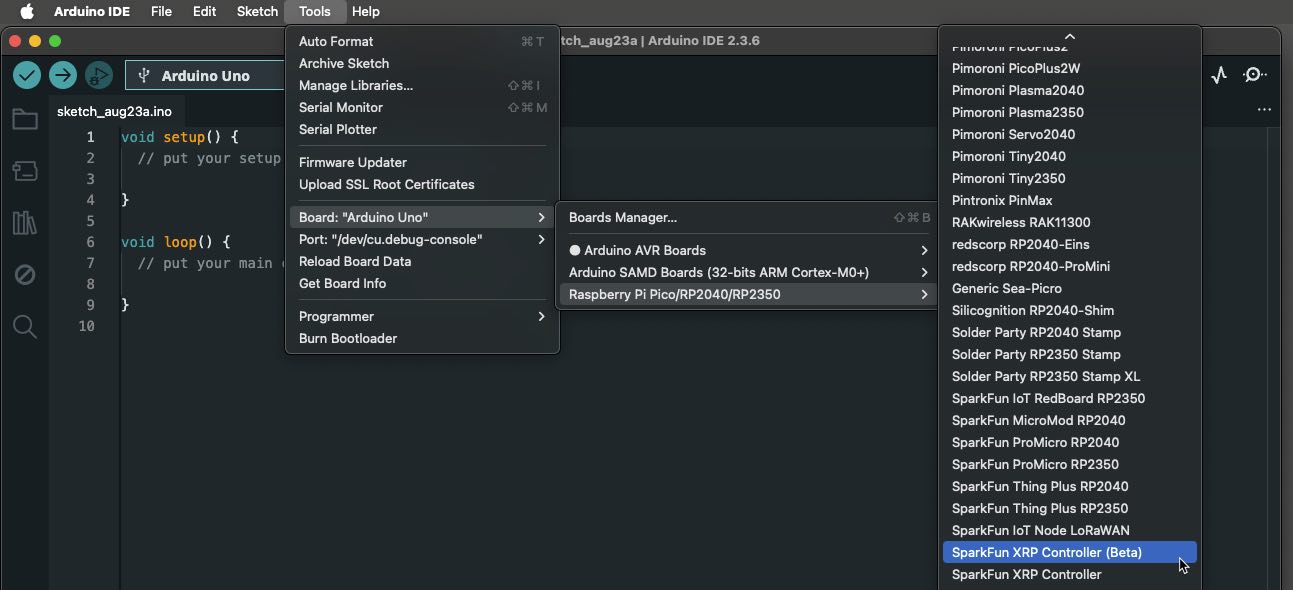 Arduino IDE File Edit Sketch Tools Help
tch_aug23a | Arduino IDE 2.3.6
Arduino Uno
sketch_aug23a.ino
1 void setup() {
2 // put your setup
3
4 }
5
6 void loop() {
7 // put your main
8
9 }
10
Auto Format ⌘ T
Archive Sketch
Manage Libraries... ⇧ ⌘ I
Serial Monitor ⇧ ⌘ M
Serial Plotter
Firmware Updater
Upload SSL Root Certificates
Board: "Arduino Uno"
Port: "/dev/cu.debug-console"
Reload Board Data
Get Board Info
Programmer
Burn Bootloader
Boards Manager... ⇧ ⌘ B
Arduino AVR Boards
Arduino SAMD Boards (32-bits ARM Cortex-M0+)
Raspberry Pi Pico/RP2040/RP2350
Pimoroni PicoPlus2
Pimoroni PicoPlus2W
Pimoroni Plasma2040
Pimoroni Plasma2350
Pimoroni Servo2040
Pimoroni Tiny2040
Pimoroni Tiny2350
Pintronix PinMax
RAKwireless RAK11300
redscorp RP2040-Eins
redscorp RP2040-ProMini
Generic Sea-Picro
Silicognition RP2040-Shim
Solder Party RP2040 Stamp
Solder Party RP2350 Stamp
Solder Party RP2350 Stamp XL
SparkFun IoT RedBoard RP2350
SparkFun MicroMod RP2040
SparkFun ProMicro RP2040
SparkFun ProMicro RP2350
SparkFun Thing Plus RP2040
SparkFun Thing Plus RP2350
SparkFun IoT Node LoRaWAN
SparkFun XRP Controller (Beta)
SparkFun XRP Controller